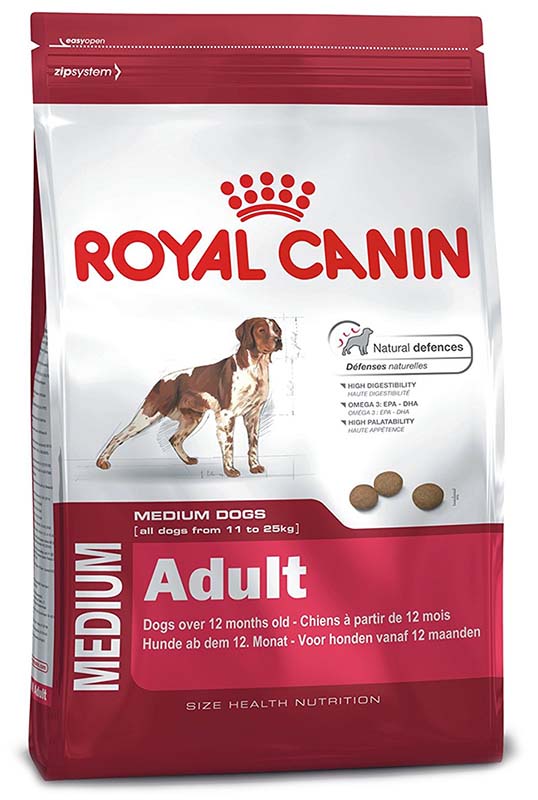 easyopen
zipsystem
ROYAL CANIN
Natural defences
Défenses naturelles
HIGH DIGESTIBILITY
HAUTE DIGESTIBILITÉ
OMEGA 3: EPA - DHA
OMEGA 3 : EPA - DHA
HIGH PALATABILITY
HAUTE APPÉTENCE
MEDIUM DOGS
[all dogs from 11 to 25kg]
MEDIUM
Adult
Dogs over 12 months old - Chiens à partir de 12 mois
Hunde ab dem 12. Monat - Voor honden vanaf 12 maanden
Adult
SIZE HEALTH NUTRITION